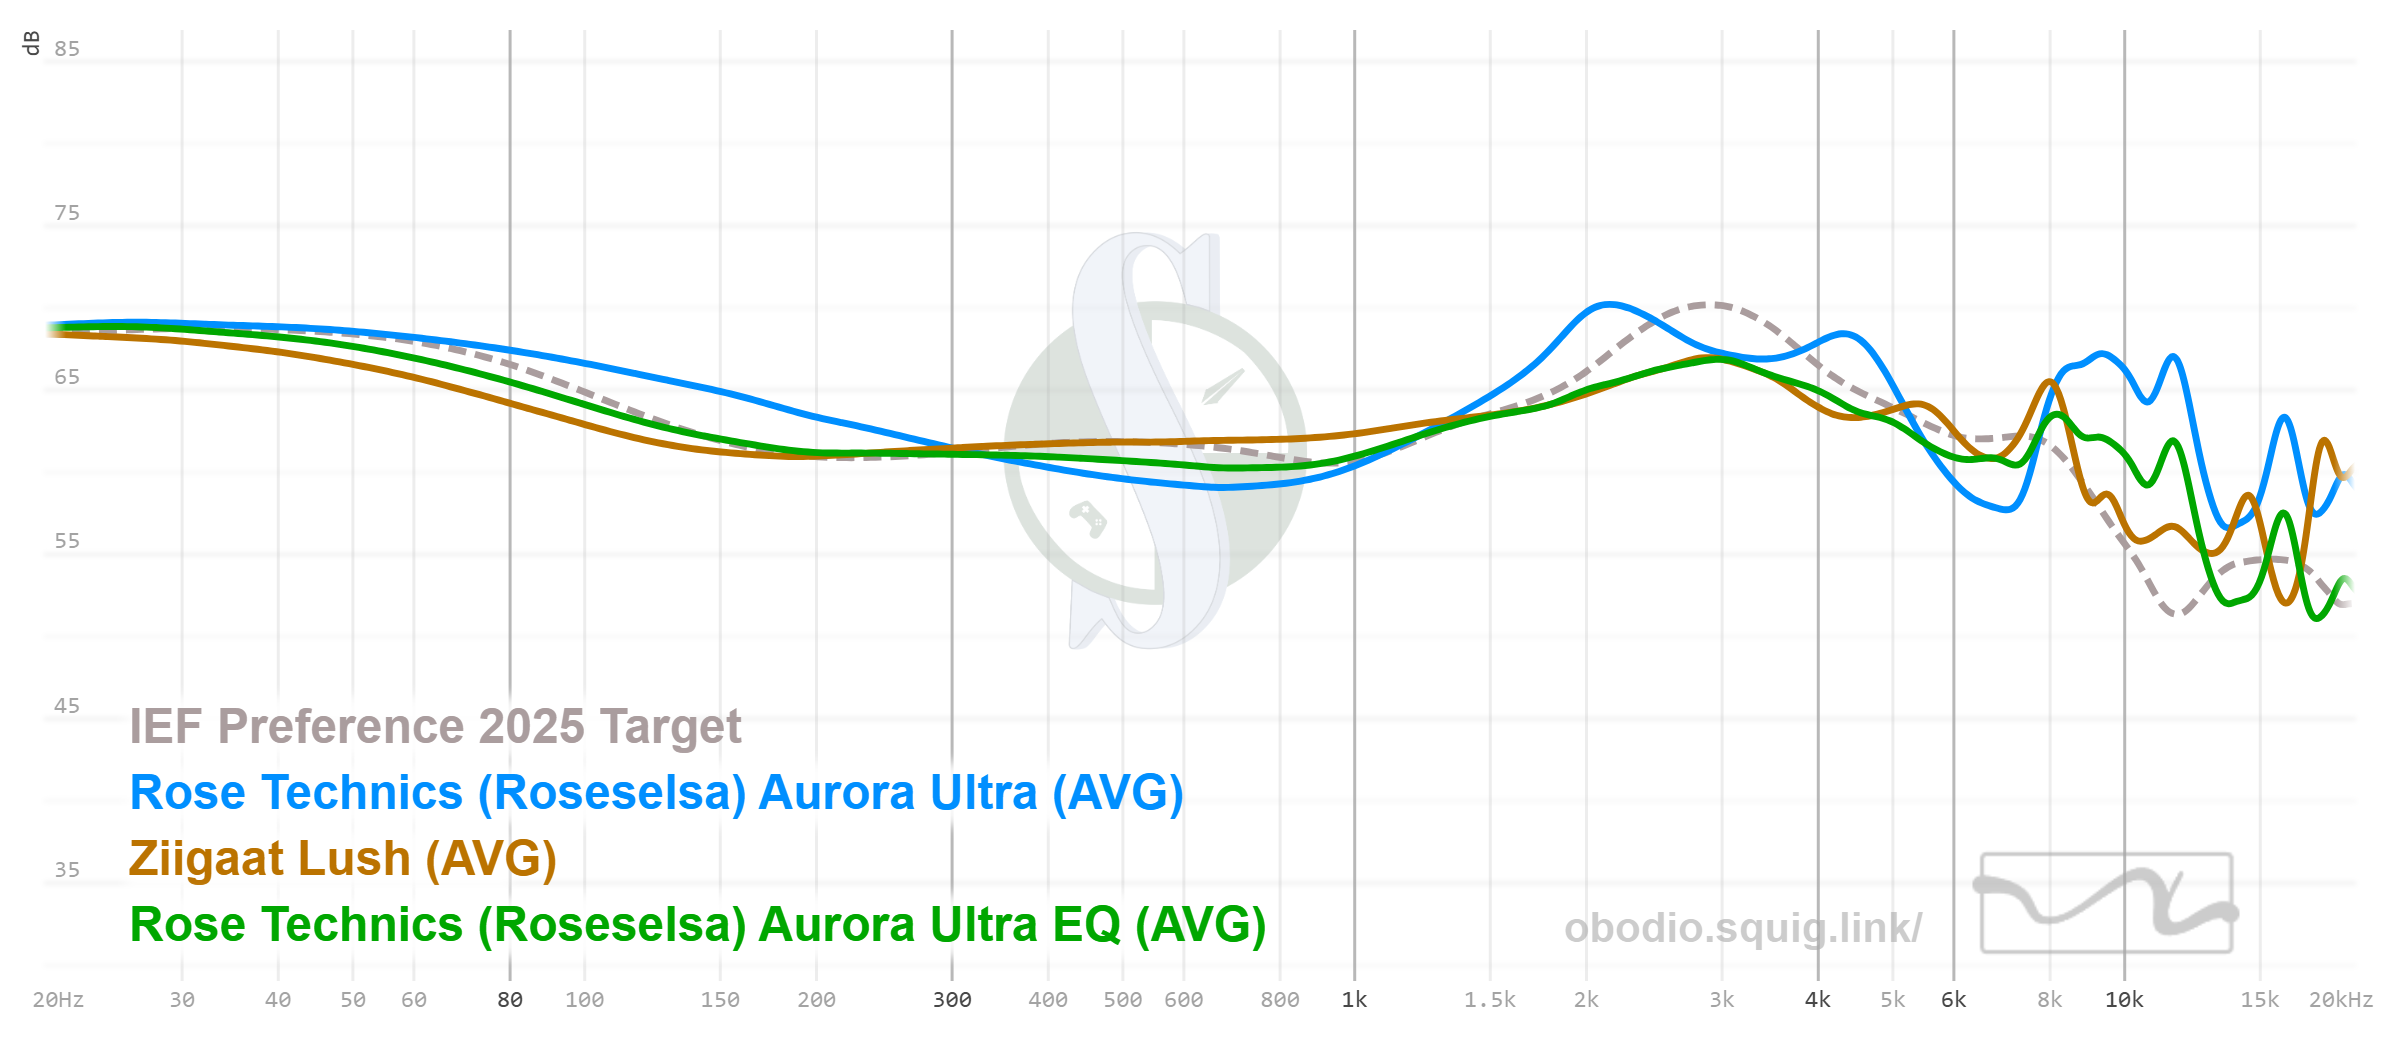 dB
85
75
65
55
45
35
IEF Preference 2025 Target
Rose Technics (Roseselsa) Aurora Ultra (AVG)
Ziigaat Lush (AVG)
Rose Technics (Roseselsa) Aurora Ultra EQ (AVG)
obodio.squig.link/
20Hz 30 40 50 60 80 100 150 200 300 400 500 600 800 1k 1.5k 2k 3k 4k 5k 6k 8k 10k 15k 20kHz